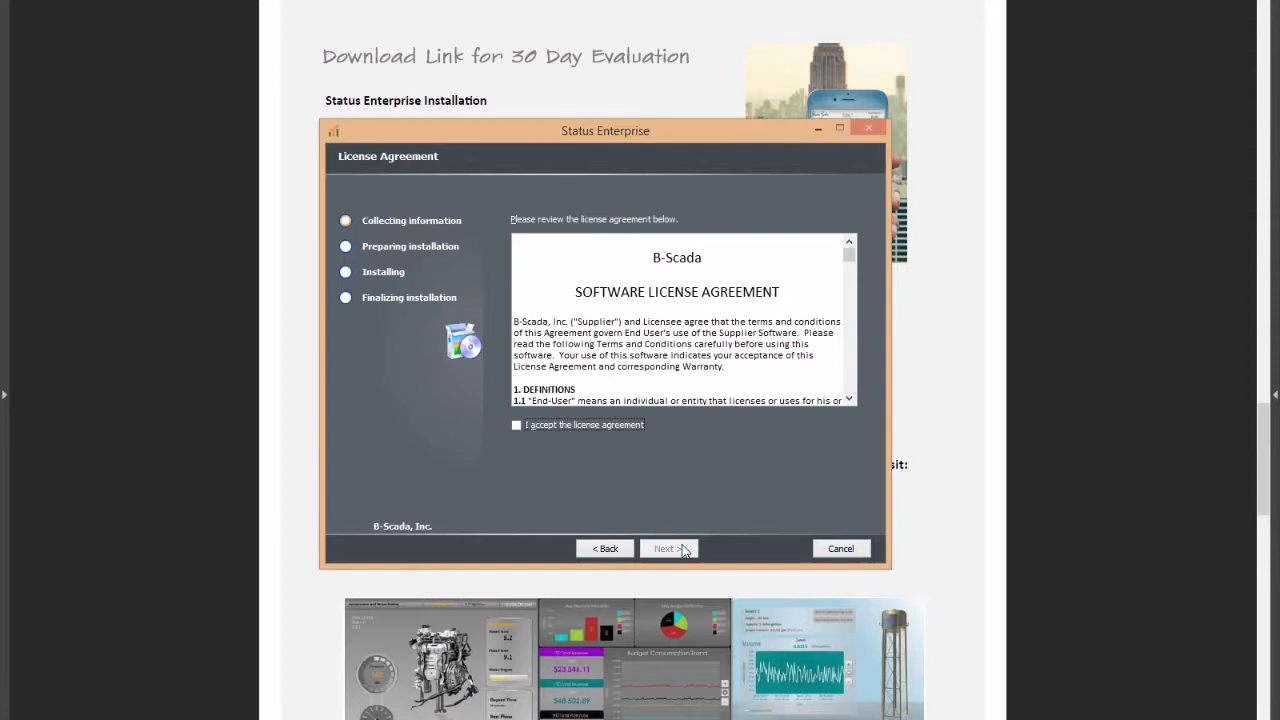 Download Link for 30 Day Evaluation
Status Enterprise Installation
Status Enterprise
License Agreement
Collecting information
Preparing installation
Installing
Finalizing installation
Please review the license agreement below.
B-Scada
SOFTWARE LICENSE AGREEMENT
B-Scada, Inc. ("Supplier") and Licensee agree that the terms and conditions
of this Agreement govern End User's use of the Supplier Software.  Please
read the following Terms and Conditions carefully before using this
software.  Your use of this software indicates your acceptance of this
License Agreement and corresponding Warranty.
1. DEFINITIONS
1.1 "End-User" means an individual or entity that licenses or uses for his or
I accept the license agreement
sit:
B-Scada, Inc.
< Back
Next >
Cancel
Budget Consumption Trend
Volume